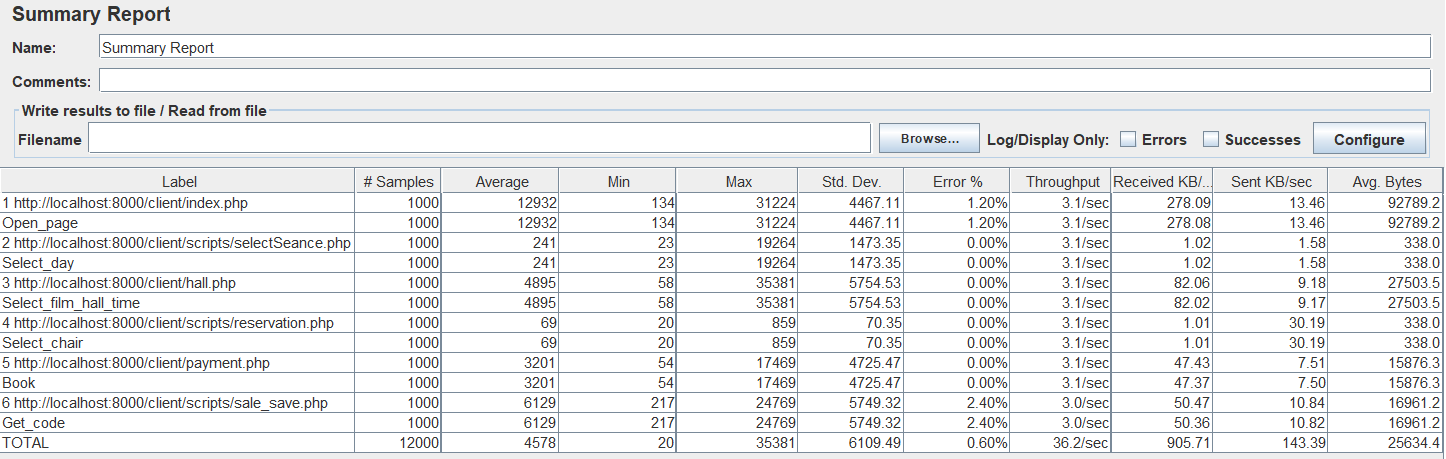 Summary Report
Name: Summary Report
Comments:
Write results to file / Read from file
Filename Browse... Log/Display Only: Errors Successes Configure
Label # Samples Average Min Max Std. Dev. Error % Throughput Received KB/... Sent KB/sec Avg. Bytes
1 http://localhost:8000/client/index.php 1000 12932 134 31224 4467.11 1.20% 3.1/sec 278.09 13.46 92789.2
Open_page 1000 12932 134 31224 4467.11 1.20% 3.1/sec 278.08 13.46 92789.2
2 http://localhost:8000/client/scripts/selectSeance.php 1000 241 23 19264 1473.35 0.00% 3.1/sec 1.02 1.58 338.0
Select_day 1000 241 23 19264 1473.35 0.00% 3.1/sec 1.02 1.58 338.0
3 http://localhost:8000/client/hall.php 1000 4895 58 35381 5754.53 0.00% 3.1/sec 82.06 9.18 27503.5
Select_film_hall_time 1000 4895 58 35381 5754.53 0.00% 3.1/sec 82.02 9.17 27503.5
4 http://localhost:8000/client/scripts/reservation.php 1000 69 20 859 70.35 0.00% 3.1/sec 1.01 30.19 338.0
Select_chair 1000 69 20 859 70.35 0.00% 3.1/sec 1.01 30.19 338.0
5 http://localhost:8000/client/payment.php 1000 3201 54 17469 4725.47 0.00% 3.1/sec 47.43 7.51 15876.3
Book 1000 3201 54 17469 4725.47 0.00% 3.1/sec 47.37 7.50 15876.3
6 http://localhost:8000/client/scripts/sale_save.php 1000 6129 217 24769 5749.32 2.40% 3.0/sec 50.47 10.84 16961.2
Get_code 1000 6129 217 24769 5749.32 2.40% 3.0/sec 50.36 10.82 16961.2
TOTAL 12000 4578 20 35381 6109.49 0.60% 36.2/sec 905.71 143.39 25634.4